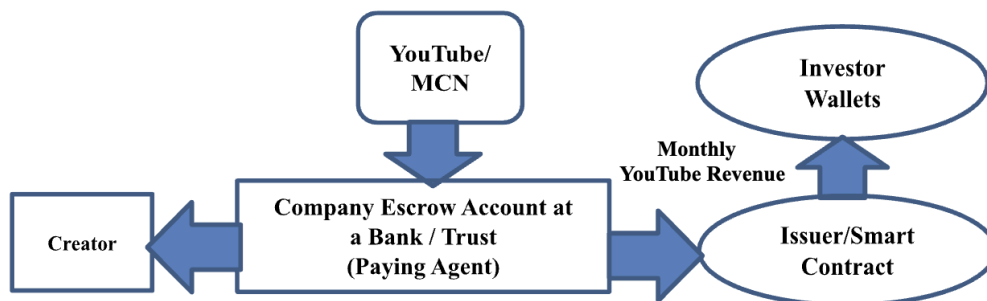 YouTube/
MCN
Investor
Wallets
Monthly
YouTube Revenue
Creator
Company Escrow Account at
a Bank / Trust
(Paying Agent)
Issuer/Smart
Contract